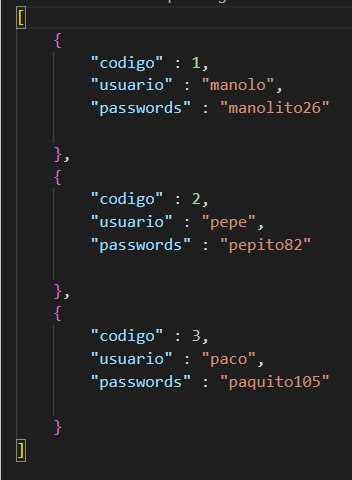 [
    {
        "codigo" : 1,
        "usuario" : "manolo",
        "passwords" : "manolito26"
    },
    {
        "codigo" : 2,
        "usuario" : "pepe",
        "passwords" : "pepito82"
    },
    {
        "codigo" : 3,
        "usuario" : "paco",
        "passwords" : "paquito105"
    }
]